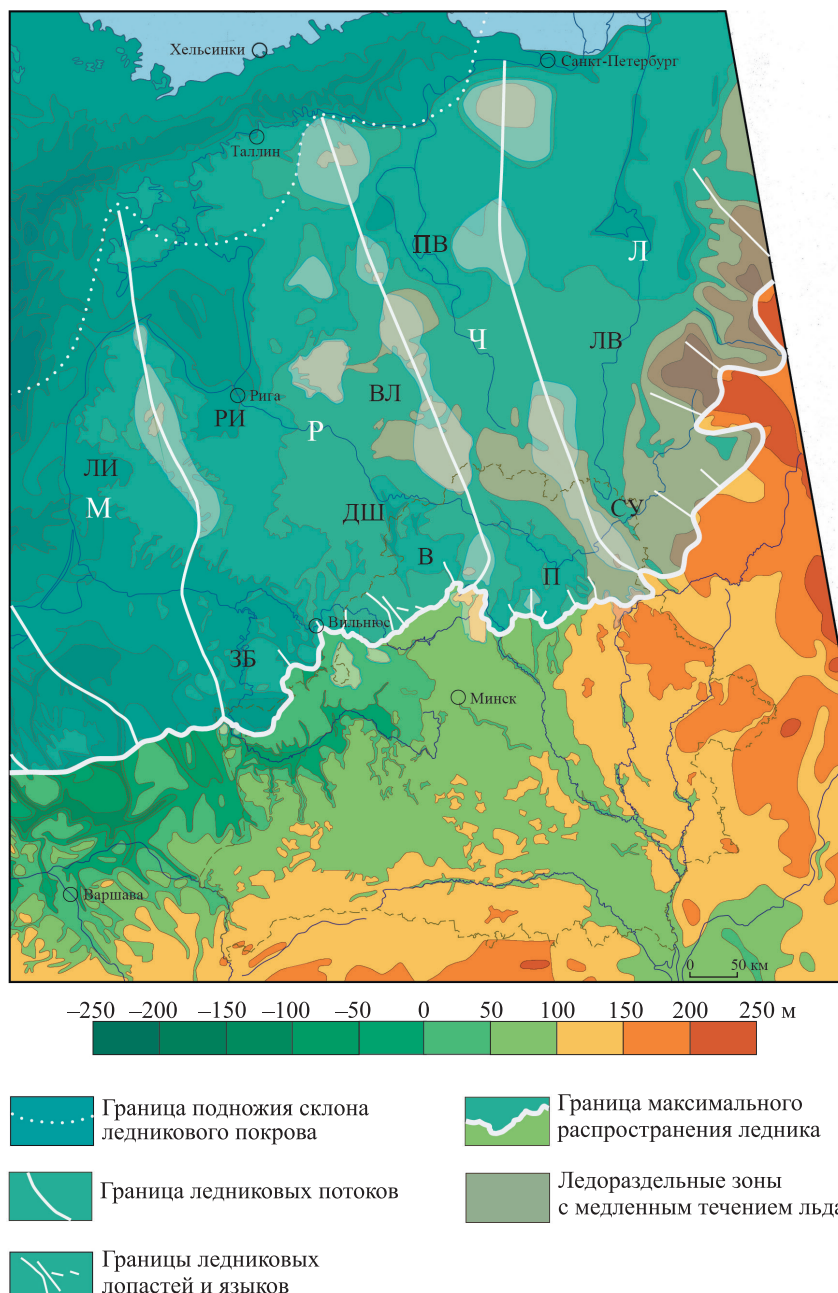 Хельсинки
Санкт-Петербург
Таллин
ПВ
Л
Ч
ЛВ
Рига
ВЛ
РИ
Р
ЛИ
М
ДШ
СУ
В
П
Вильнюс
ЗБ
Минск
Варшава
0 50 км
–250 –200 –150 –100 –50 0 50 100 150 200 250 м
Граница подножия склона
ледникового покрова
Граница ледниковых потоков
Границы ледниковых
лопастей и языков
Граница максимального
распространения ледника
Ледораздельные зоны
с медленным течением льда